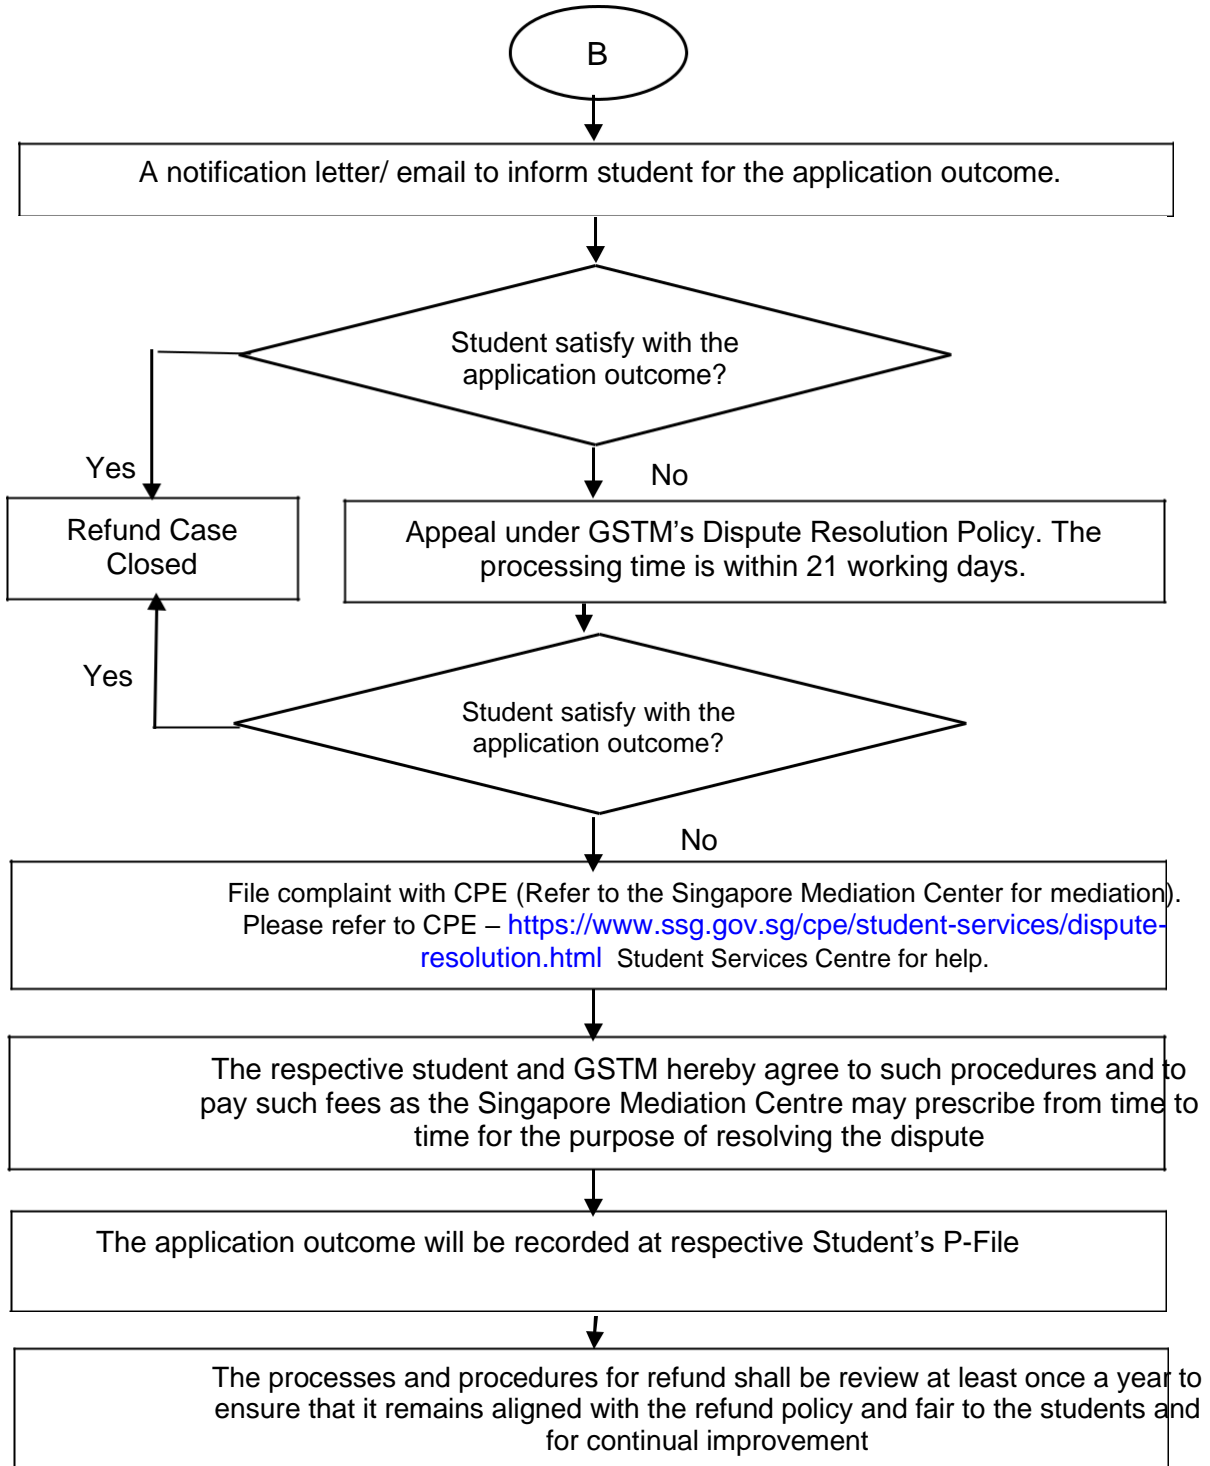 B
A notification letter/ email to inform student for the application outcome.
Student satisfy with the
application outcome?
Yes
No
Refund Case
Closed
Appeal under GSTM’s Dispute Resolution Policy. The
processing time is within 21 working days.
Yes
Student satisfy with the
application outcome?
No
File complaint with CPE (Refer to the Singapore Mediation Center for mediation).
Please refer to CPE – https://www.ssg.gov.sg/cpe/student-services/dispute-
resolution.html Student Services Centre for help.
The respective student and GSTM hereby agree to such procedures and to
pay such fees as the Singapore Mediation Centre may prescribe from time to
time for the purpose of resolving the dispute
The application outcome will be recorded at respective Student’s P-File
The processes and procedures for refund shall be review at least once a year to
ensure that it remains aligned with the refund policy and fair to the students and
for continual improvement